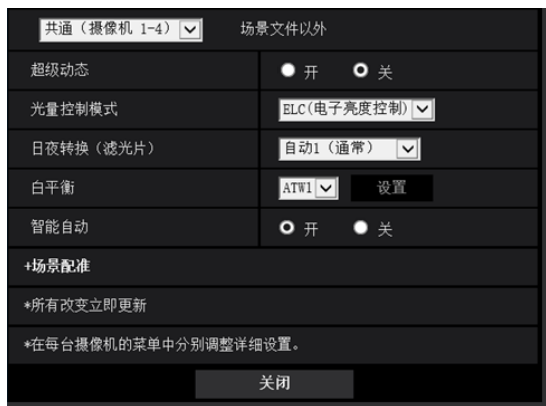 共通（摄像机 1-4） 场景文件以外
超级动态 开 关
光量控制模式 ELC(电子亮度控制)
日夜转换（滤光片） 自动1（通常）
白平衡 ATW1 设置
智能自动 开 关
+场景配准
*所有改变立即更新
*在每台摄像机的菜单中分别调整详细设置。
关闭